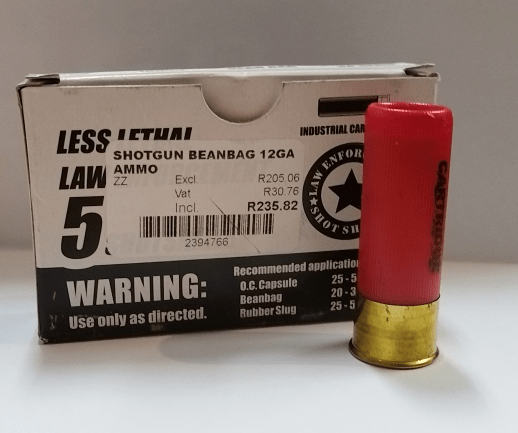 LESS LETHAL
INDUSTRIAL CAR
SHOTGUN BEANBAG 12GA
AMMO
ZZ
Excl. R205.06
Vat R30.76
Incl. R235.82
2394766
LAW
5
LAW ENFOR
SHOT SH
WARNING:
Use only as directed.
Recommended application
O.C. Capsule 25 - 5
Beanbag 20 - 3
Rubber Slug 25 - 5